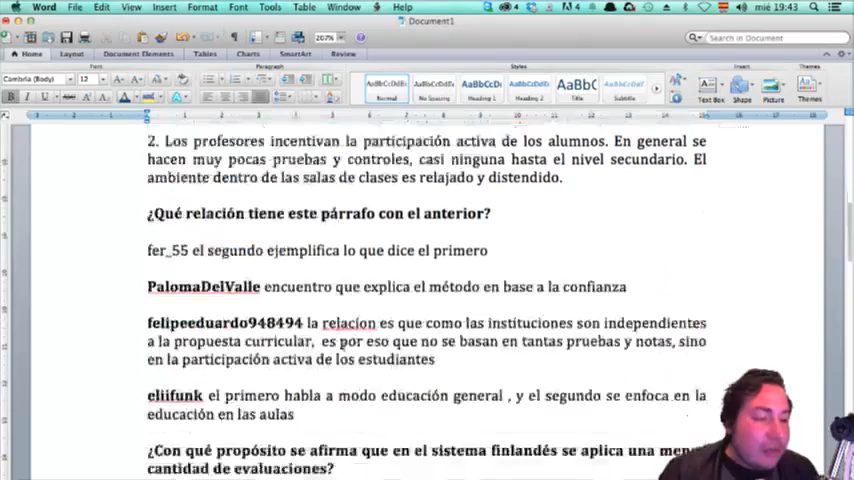 Word File Edit View Insert Format Font Tools Table Window Help
4 4 mié 19:43
Document1
207%
Search in Document
Home Layout Document Elements Tables Charts SmartArt Review
Font Paragraph Styles Insert Themes
Cambria (Body) 12
AaBbCcDdEe AaBbCcDdEe AaBbCcDc AaBbCcDdEe AaBbC AaBbCcDdEe
Normal No Spacing Heading 1 Heading 2 Title Subtitle Text Box Shape Picture Themes
2. Los profesores incentivan la participación activa de los alumnos. En general se
hacen muy pocas pruebas y controles, casi ninguna hasta el nivel secundario. El
ambiente dentro de las salas de clases es relajado y distendido.
¿Qué relación tiene este párrafo con el anterior?
fer_55 el segundo ejemplifica lo que dice el primero
PalomaDelValle encuentro que explica el método en base a la confianza
felipeeduardo948494 la relacíon es que como las instituciones son independientes
a la propuesta curricular, es por eso que no se basan en tantas pruebas y notas, sino
en la participación activa de los estudiantes
eliifunk el primero habla a modo educación general , y el segundo se enfoca en la
educación en las aulas
¿Con qué propósito se afirma que en el sistema finlandés se aplica una
cantidad de evaluaciones?